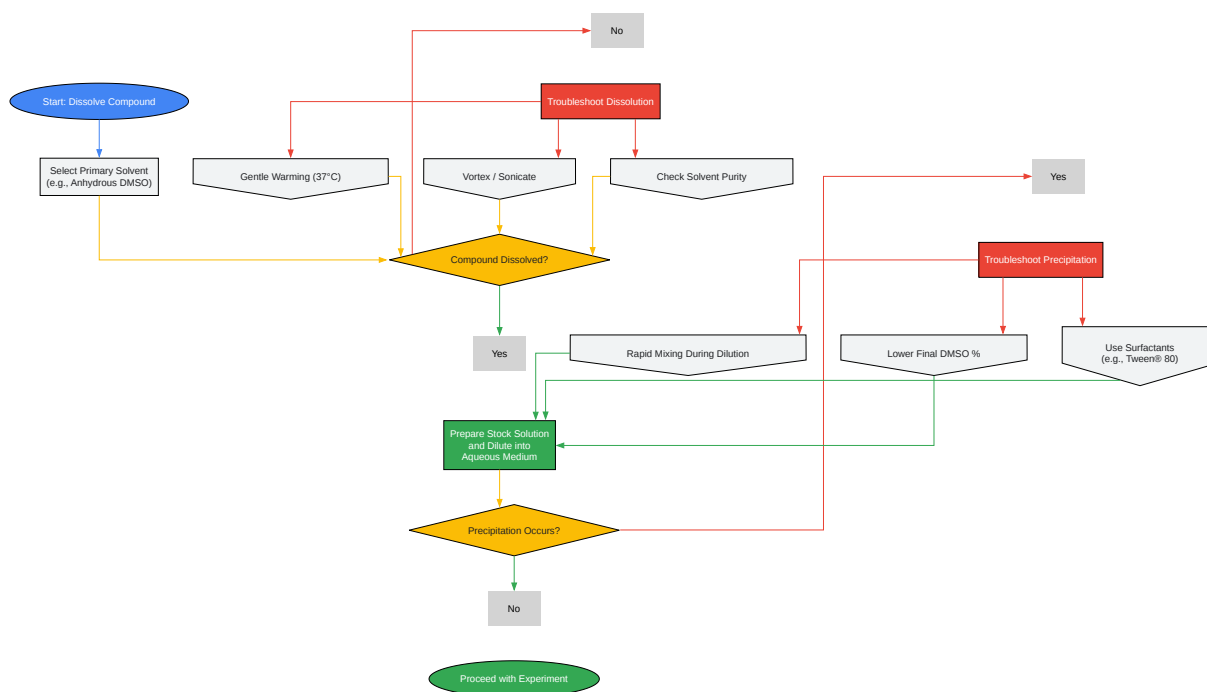 No
Start: Dissolve Compound
Troubleshoot Dissolution
Select Primary Solvent
(e.g., Anhydrous DMSO)
Gentle Warming (37°C)
Vortex / Sonicate
Check Solvent Purity
Yes
Compound Dissolved?
Troubleshoot Precipitation
Yes
Rapid Mixing During Dilution
Lower Final DMSO %
Use Surfactants
(e.g., Tween® 80)
Prepare Stock Solution
and Dilute into
Aqueous Medium
Precipitation Occurs?
No
Proceed with Experiment